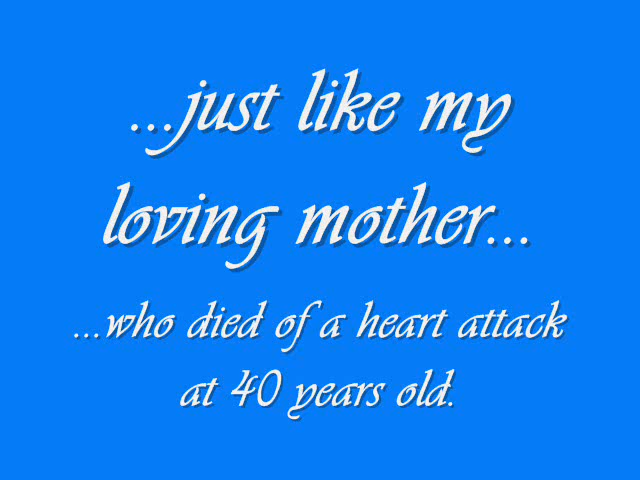 ...just like my
loving mother...
...who died of a heart attack
at 40 years old.